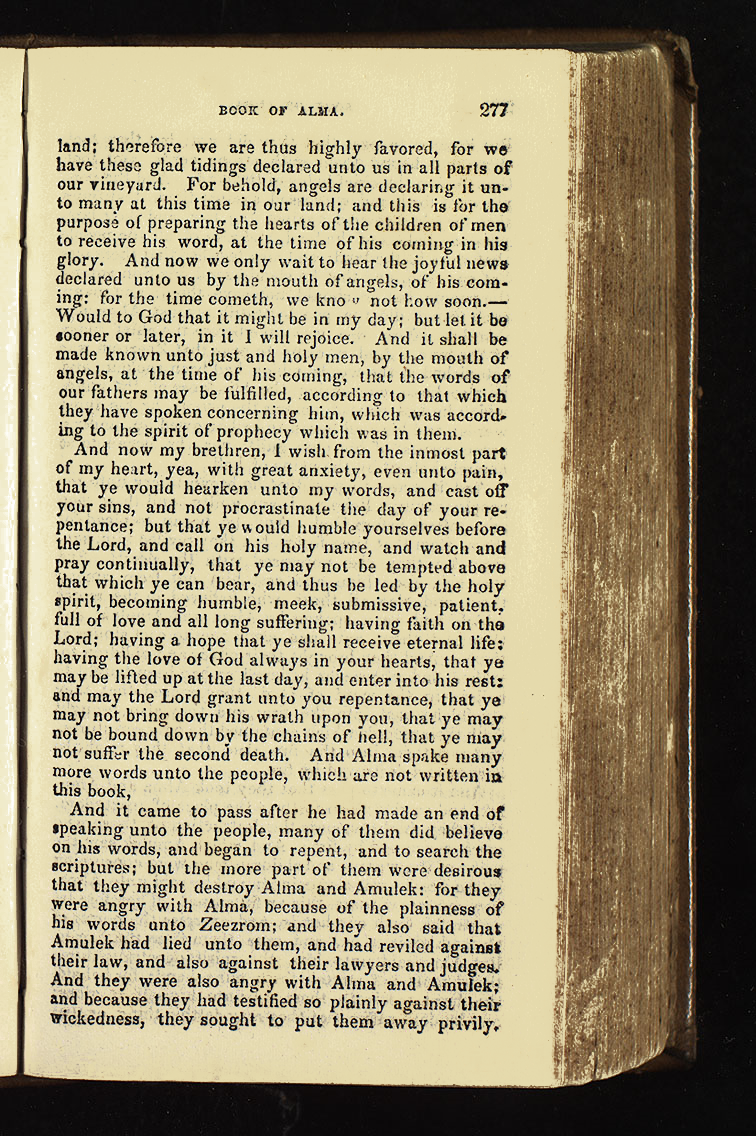 BOOK OF ALMA. 277
land; therefore we are thus highly favored, for we
have these glad tidings declared unto us in all parts of
our vineyard. For behold, angels are declaring it un-
to many at this time in our land; and this is for the
purpose of preparing the hearts of the children of men
to receive his word, at the time of his coming in his
glory. And now we only wait to hear the joyful news
declared unto us by the mouth of angels, of his com-
ing: for the time cometh, we know not how soon.—
Would to God that it might be in my day; but let it be
sooner or later, in it I will rejoice. And it shall be
made known unto just and holy men, by the mouth of
angels, at the time of his coming, that the words of
our fathers may be fulfilled, according to that which
they have spoken concerning him, which was accord-
ing to the spirit of prophecy which was in them.
And now my brethren, I wish from the inmost part
of my heart, yea, with great anxiety, even unto pain,
that ye would hearken unto my words, and cast off
your sins, and not procrastinate the day of your re-
pentance; but that ye would humble yourselves before
the Lord, and call on his holy name, and watch and
pray continually, that ye may not be tempted above
that which ye can bear, and thus be led by the holy
spirit, becoming humble, meek, submissive, patient,
full of love and all long suffering; having faith on the
Lord; having a hope that ye shall receive eternal life:
having the love of God always in your hearts, that ye
may be lifted up at the last day, and enter into his rest:
and may the Lord grant unto you repentance, that ye
may not bring down his wrath upon you, that ye may
not be bound down by the chains of hell, that ye may
not suffer the second death. And Alma spake many
more words unto the people, which are not written in
this book,
And it came to pass after he had made an end of
speaking unto the people, many of them did believe
on his words, and began to repent, and to search the
scriptures; but the more part of them were desirous
that they might destroy Alma and Amulek: for they
were angry with Alma, because of the plainness of
his words unto Zeezrom; and they also said that
Amulek had lied unto them, and had reviled against
their law, and also against their lawyers and judges.
And they were also angry with Alma and Amulek;
and because they had testified so plainly against their
wickedness, they sought to put them away privily.